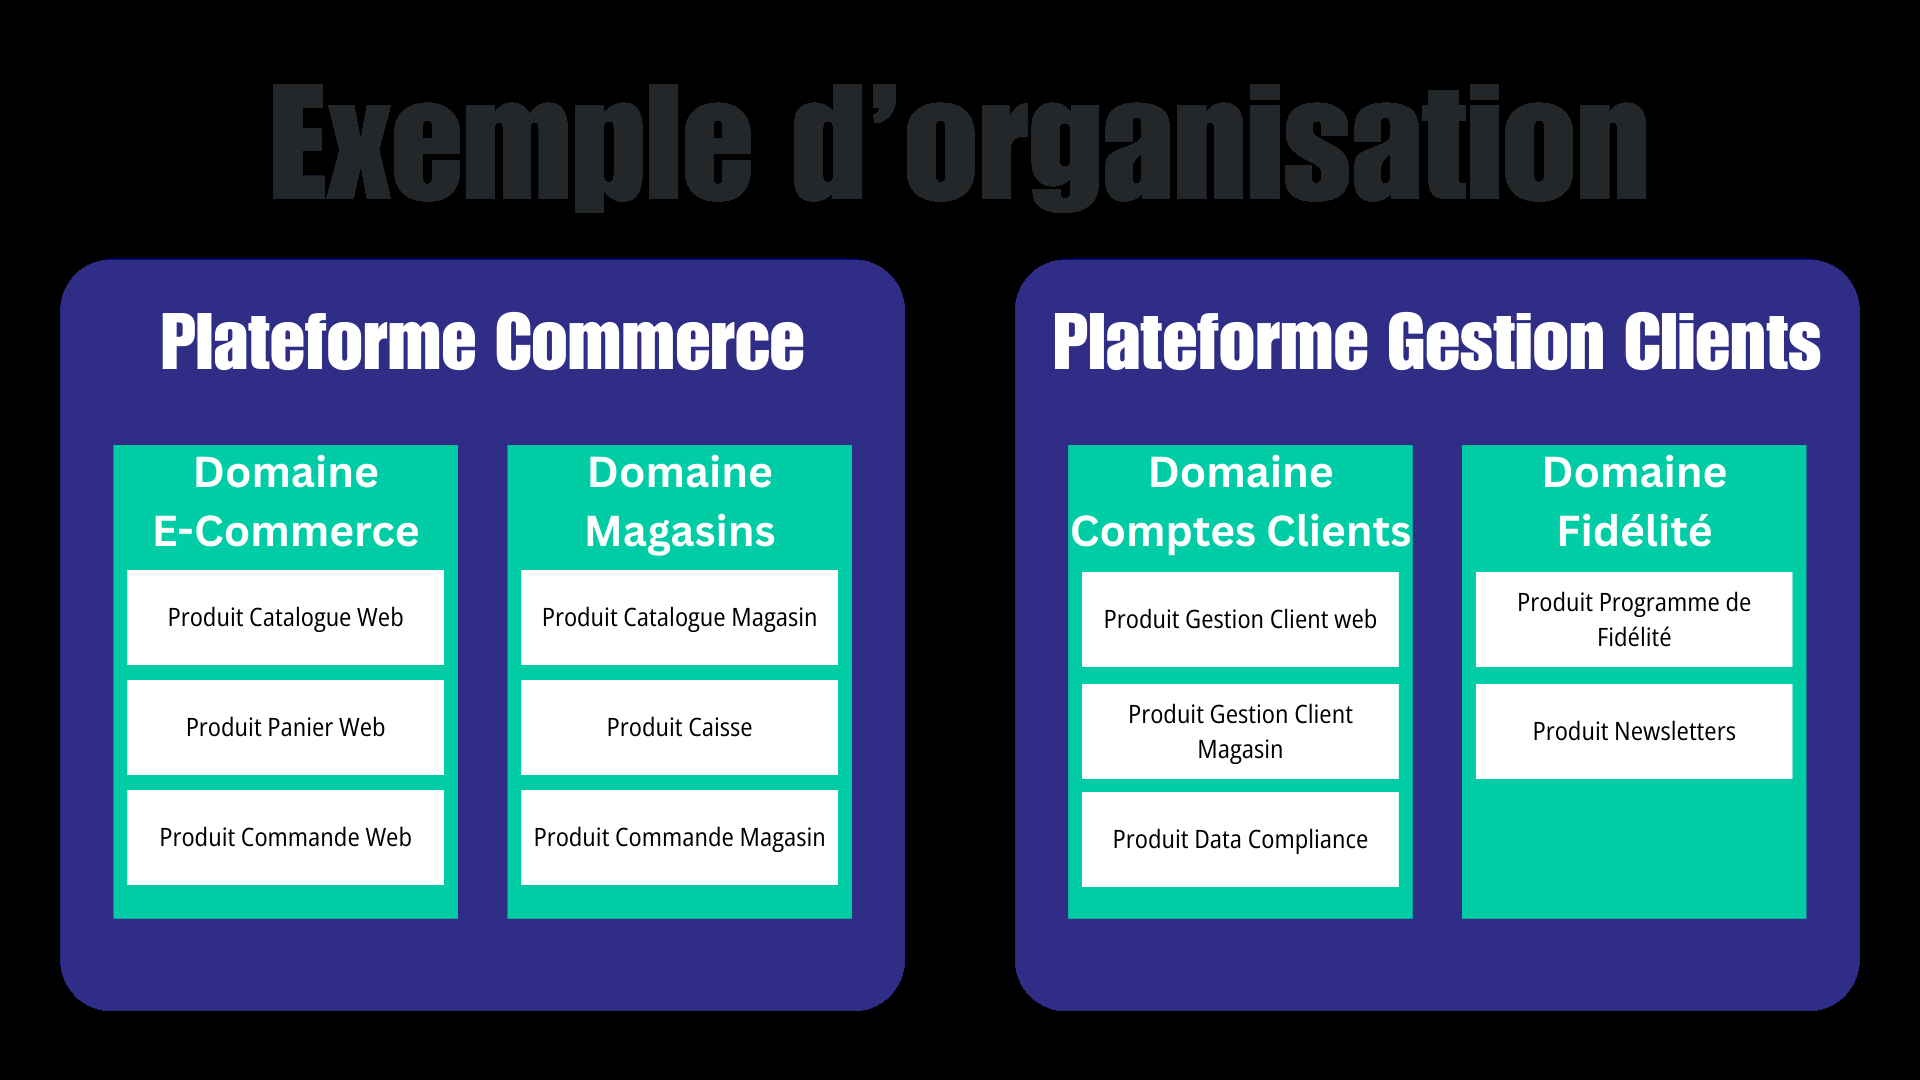 Exemple d’organisation
Plateforme Commerce
Domaine
E-Commerce
Produit Catalogue Web
Produit Panier Web
Produit Commande Web
Domaine
Magasins
Produit Catalogue Magasin
Produit Caisse
Produit Commande Magasin
Plateforme Gestion Clients
Domaine
Comptes Clients
Produit Gestion Client web
Produit Gestion Client
Magasin
Produit Data Compliance
Domaine
Fidélité
Produit Programme de
Fidélité
Produit Newsletters